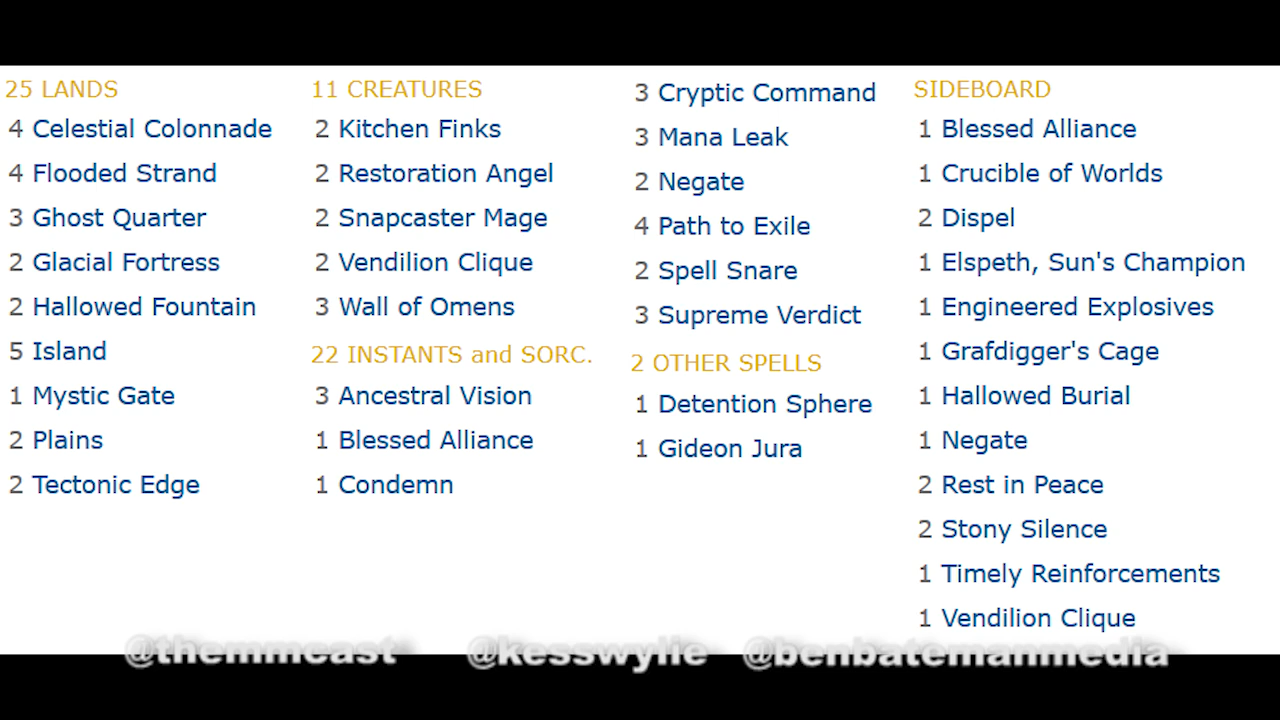 25 LANDS
4 Celestial Colonnade
4 Flooded Strand
3 Ghost Quarter
2 Glacial Fortress
2 Hallowed Fountain
5 Island
1 Mystic Gate
2 Plains
2 Tectonic Edge
11 CREATURES
2 Kitchen Finks
2 Restoration Angel
2 Snapcaster Mage
2 Vendilion Clique
3 Wall of Omens
22 INSTANTS and SORC.
3 Ancestral Vision
1 Blessed Alliance
1 Condemn
3 Cryptic Command
3 Mana Leak
2 Negate
4 Path to Exile
2 Spell Snare
3 Supreme Verdict
2 OTHER SPELLS
1 Detention Sphere
1 Gideon Jura
SIDEBOARD
1 Blessed Alliance
1 Crucible of Worlds
2 Dispel
1 Elspeth, Sun's Champion
1 Engineered Explosives
1 Grafdigger's Cage
1 Hallowed Burial
1 Negate
2 Rest in Peace
2 Stony Silence
1 Timely Reinforcements
1 Vendilion Clique
@themmcast @kesswylie @benbatemanmedia